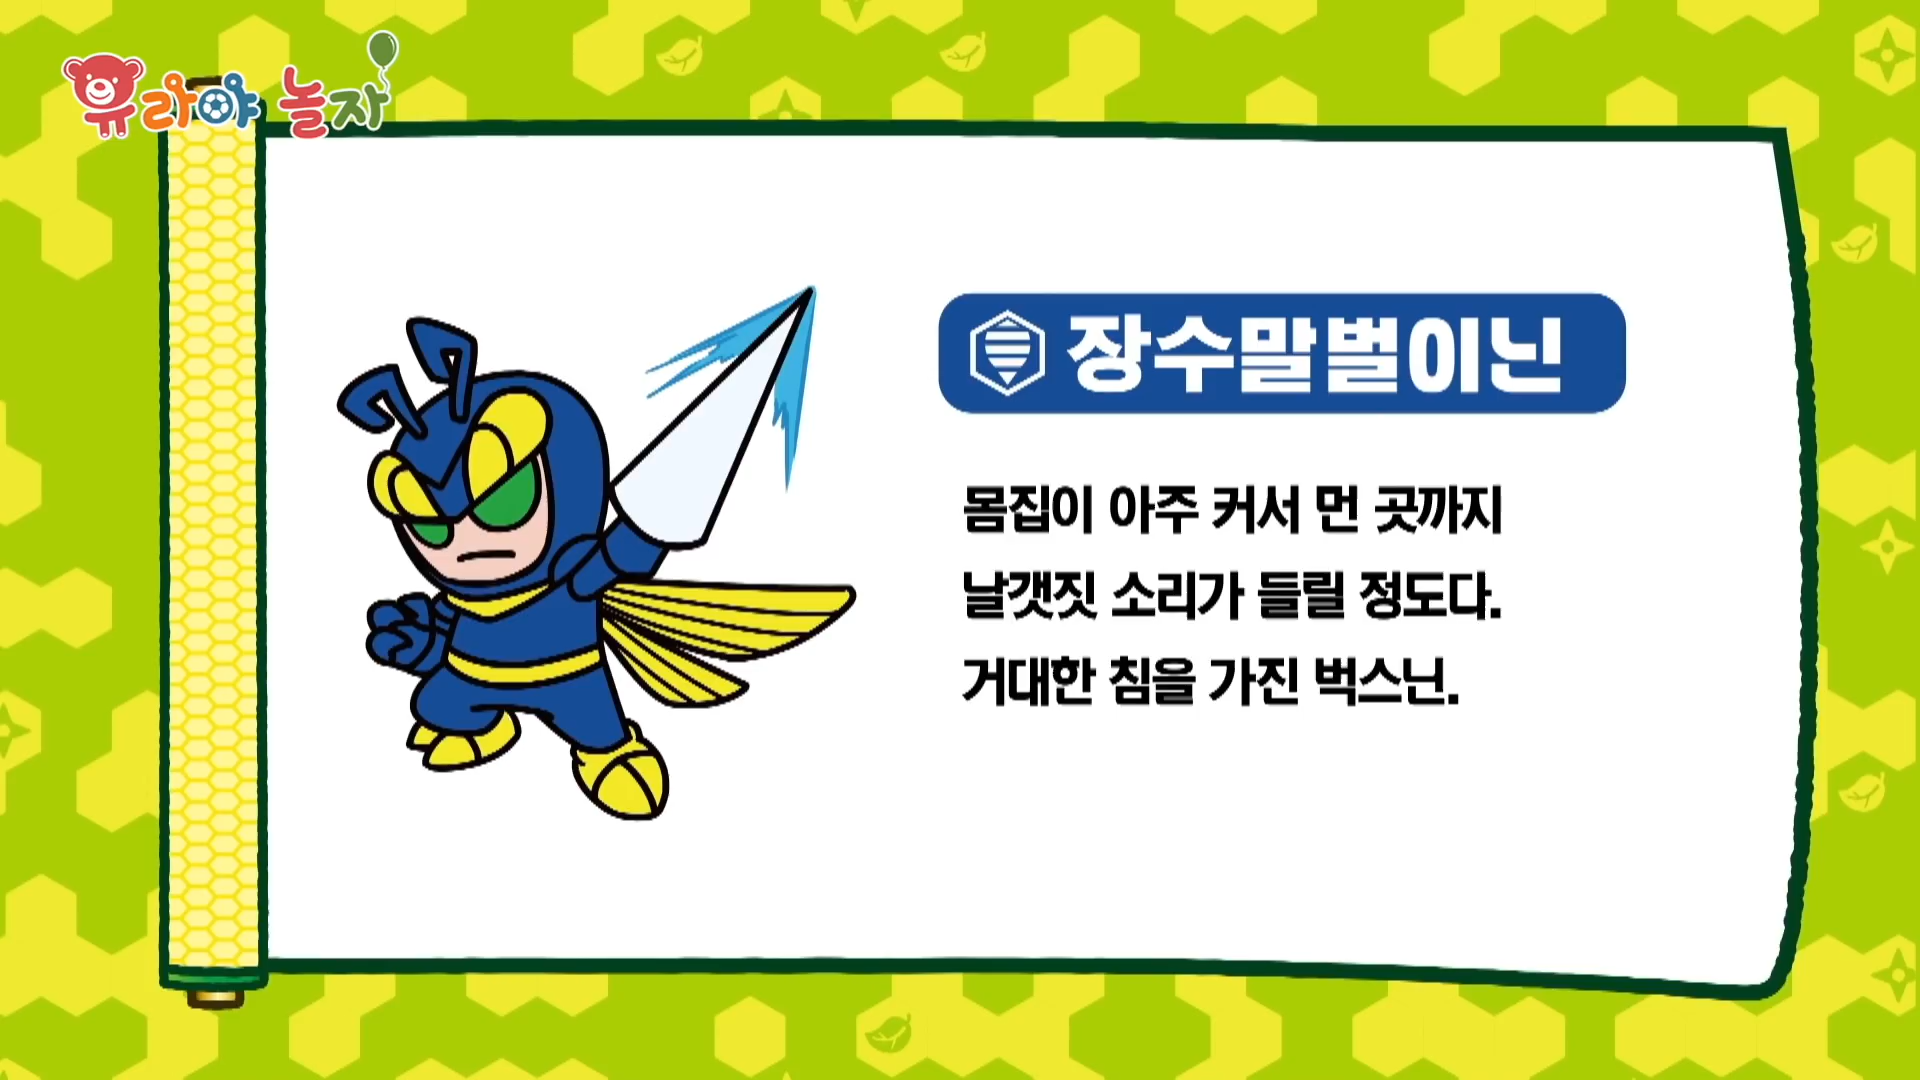 유라야 놀자
장수말벌이닌
몸집이 아주 커서 먼 곳까지
날갯짓 소리가 들릴 정도다.
거대한 침을 가진 벅스닌.